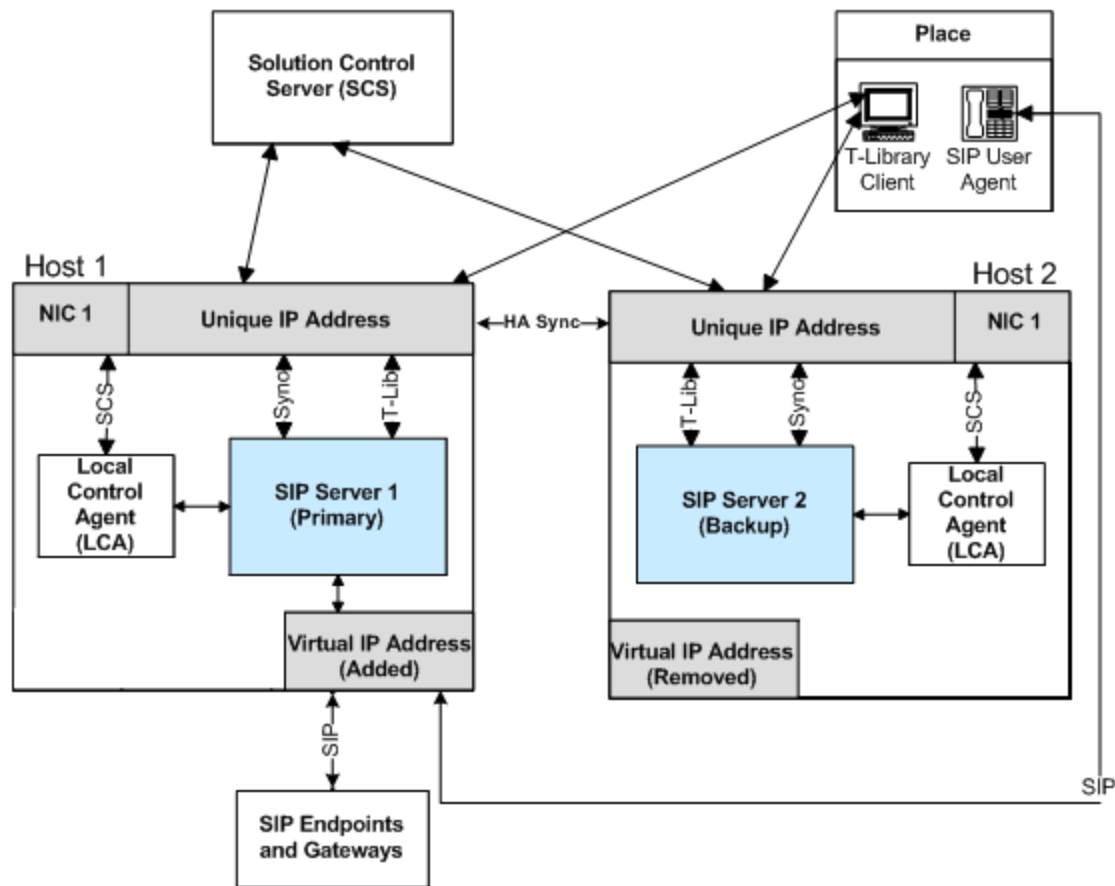 Solution Control
Server (SCS)
Place
T-Library
Client
SIP User
Agent
Host 1
NIC 1
Unique IP Address
HA Sync
Host 2
Unique IP Address
NIC 1
SCS
Sync
T-Lib
T-Lib
Sync
SCS
Local
Control
Agent
(LCA)
SIP Server 1
(Primary)
SIP Server 2
(Backup)
Local
Control
Agent
(LCA)
Virtual IP Address
(Added)
Virtual IP Address
(Removed)
SIP
SIP
SIP Endpoints
and Gateways